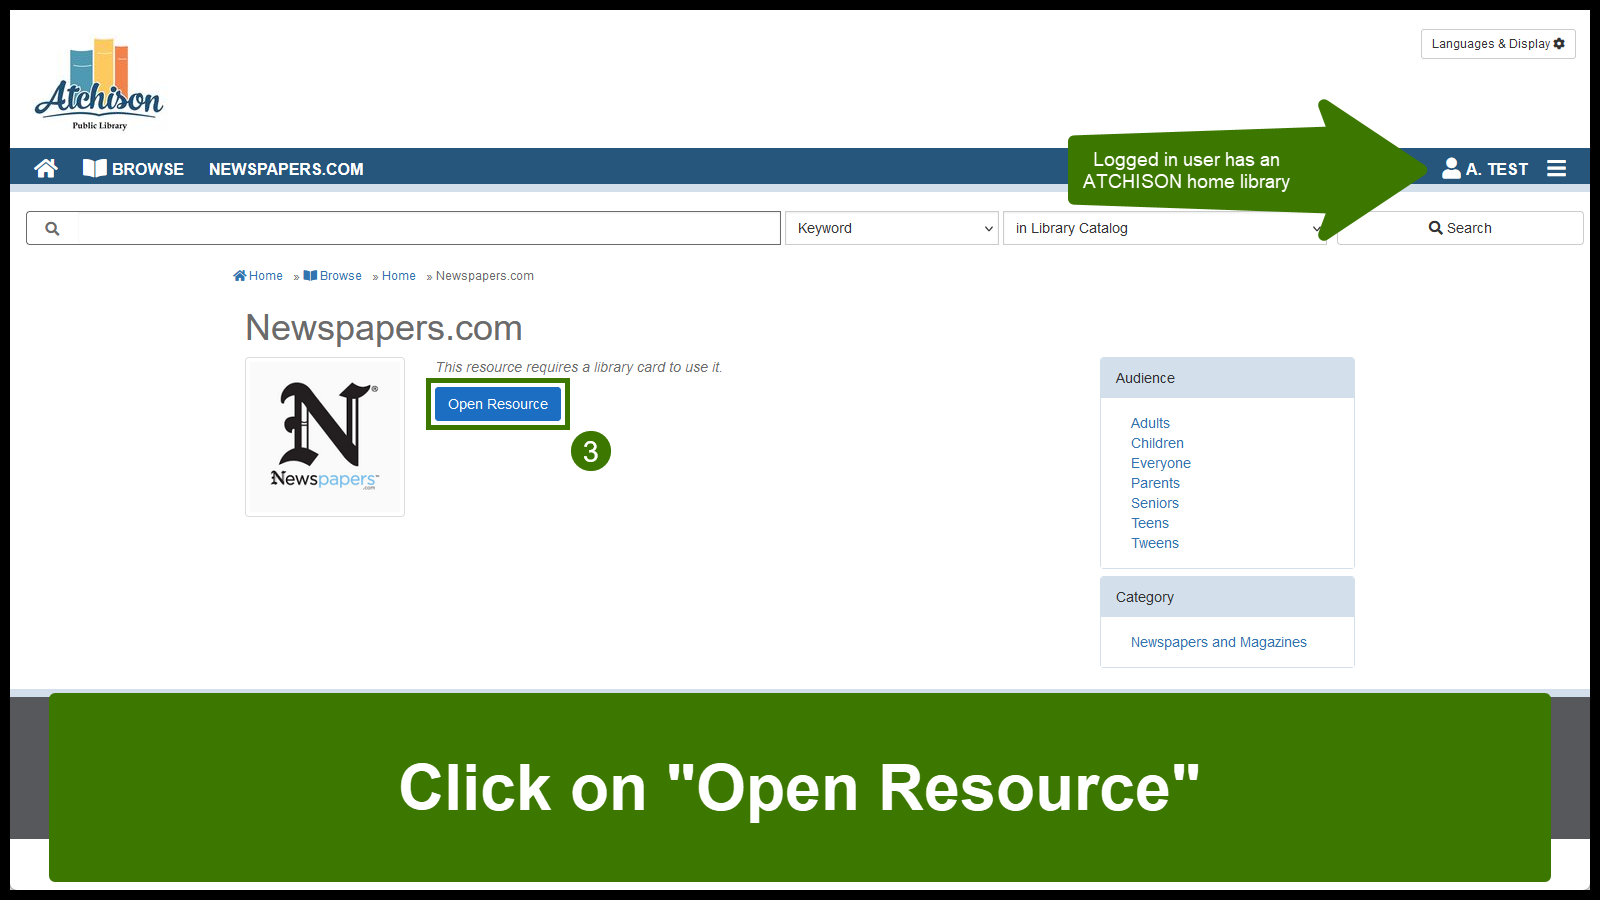 Atchison
Public Library
Languages & Display
BROWSE
NEWSPAPERS.COM
Logged in user has an
ATCHISON home library
A. TEST
Keyword
in Library Catalog
Search
Home » Browse » Home » Newspapers.com
Newspapers.com
N®
Newspapers™
.com
This resource requires a library card to use it.
Open Resource
3
Audience
Adults
Children
Everyone
Parents
Seniors
Teens
Tweens
Category
Newspapers and Magazines
Click on "Open Resource"